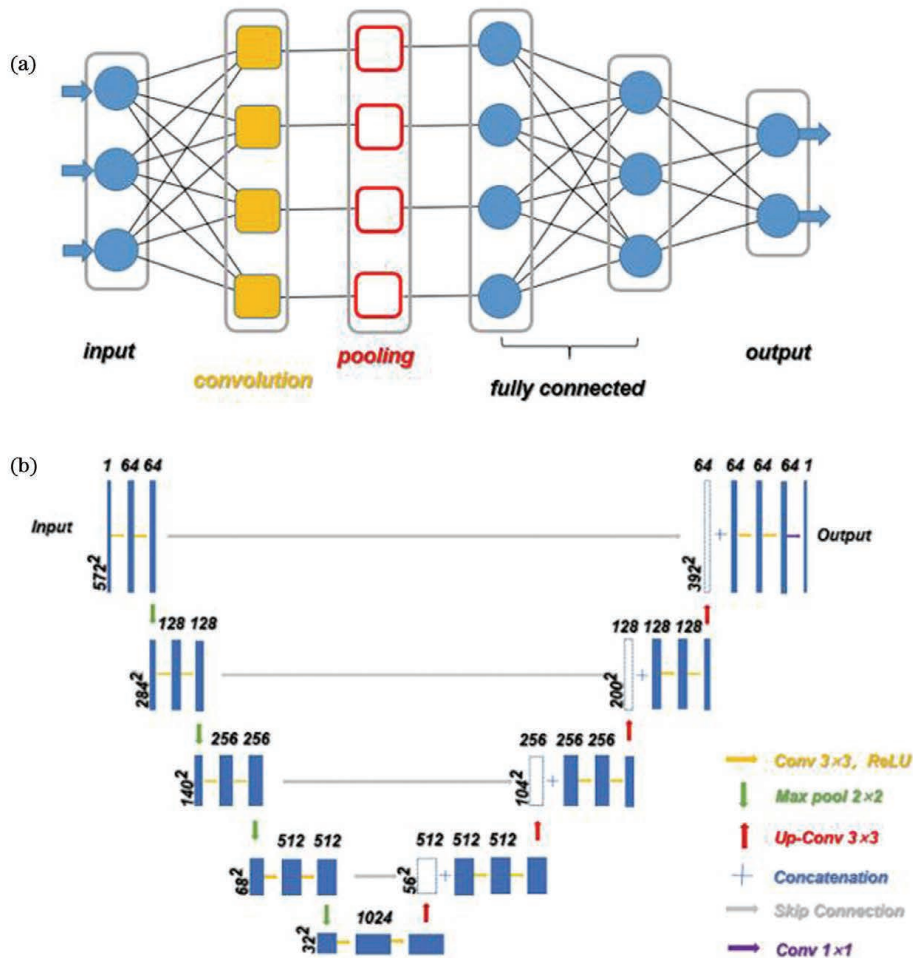 (a)
input
convolution
pooling
fully connected
output
(b)
1 64 64
64 64 64 64 1
Input
Output
572²
392²
128 128
128 128 128
284²
200²
256 256
256 256 256
140²
104²
512 512
512 512 512
68²
56²
1024
32²
Conv 3×3, ReLU
Max pool 2×2
Up-Conv 3×3
Concatenation
Skip Connection
Conv 1×1